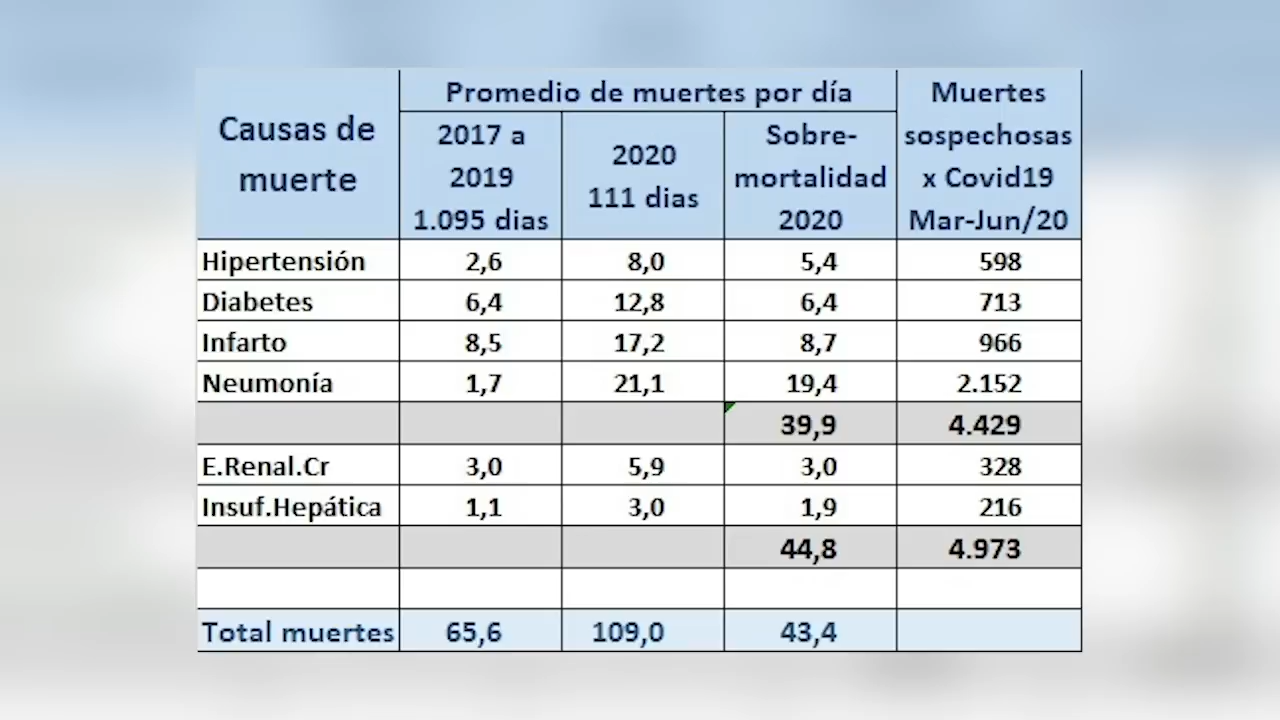 Causas de
muerte
Promedio de muertes por día
2017 a
2019
1.095 dias
2020
111 dias
Sobre-
mortalidad
2020
Muertes
sospechosas
x Covid19
Mar-Jun/20
Hipertensión 2,6 8,0 5,4 598
Diabetes 6,4 12,8 6,4 713
Infarto 8,5 17,2 8,7 966
Neumonía 1,7 21,1 19,4 2.152
39,9 4.429
E.Renal.Cr 3,0 5,9 3,0 328
Insuf.Hepática 1,1 3,0 1,9 216
44,8 4.973
Total muertes 65,6 109,0 43,4